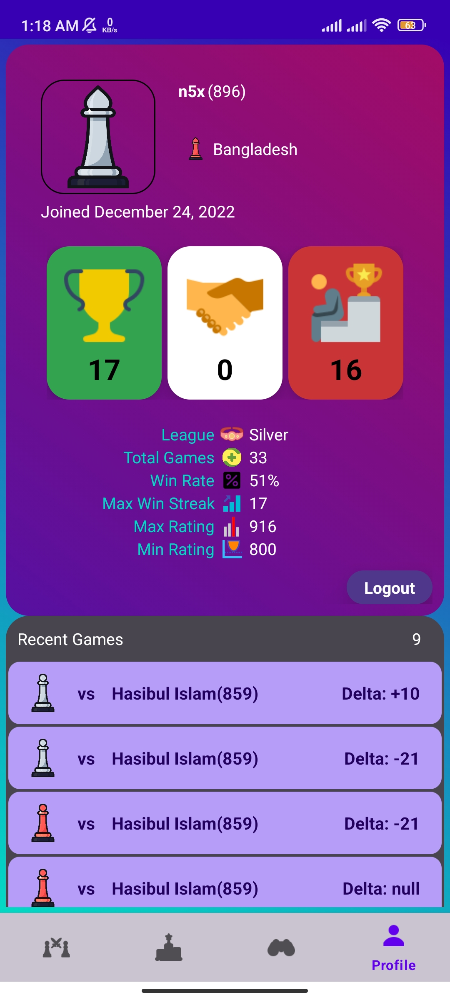 1:18 AM 0 KB/s 63
n5x (896)
Bangladesh
Joined December 24, 2022
17 0 16
League Silver
Total Games 33
Win Rate 51%
Max Win Streak 17
Max Rating 916
Min Rating 800
Logout
Recent Games 9
vs Hasibul Islam(859) Delta: +10
vs Hasibul Islam(859) Delta: -21
vs Hasibul Islam(859) Delta: -21
vs Hasibul Islam(859) Delta: null
Profile